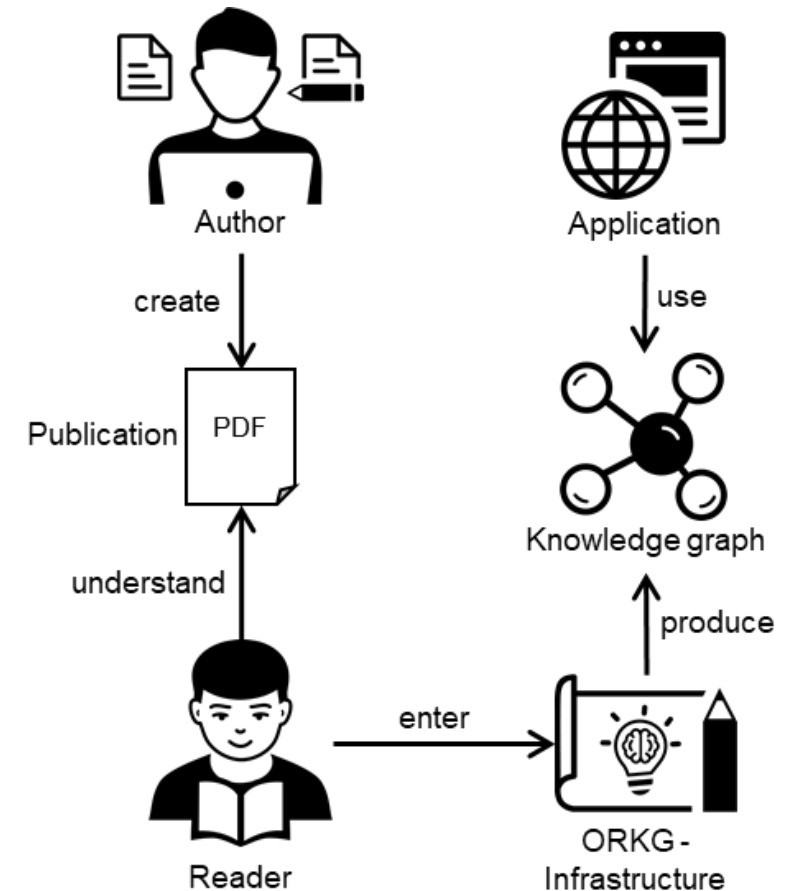 Author
Application
create
use
Publication
PDF
Knowledge graph
understand
produce
enter
Reader
ORKG -
Infrastructure